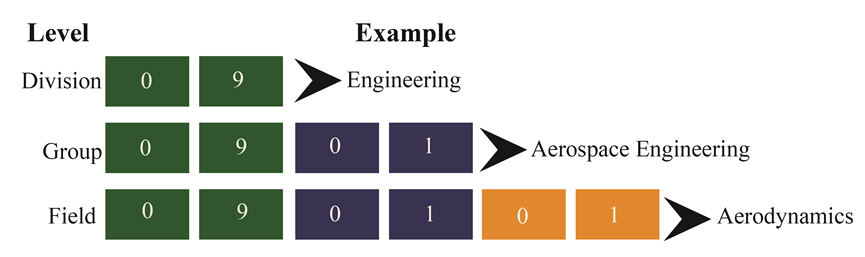 Level Example
Division 0 9 Engineering
Group 0 9 0 1 Aerospace Engineering
Field 0 9 0 1 0 1 Aerodynamics